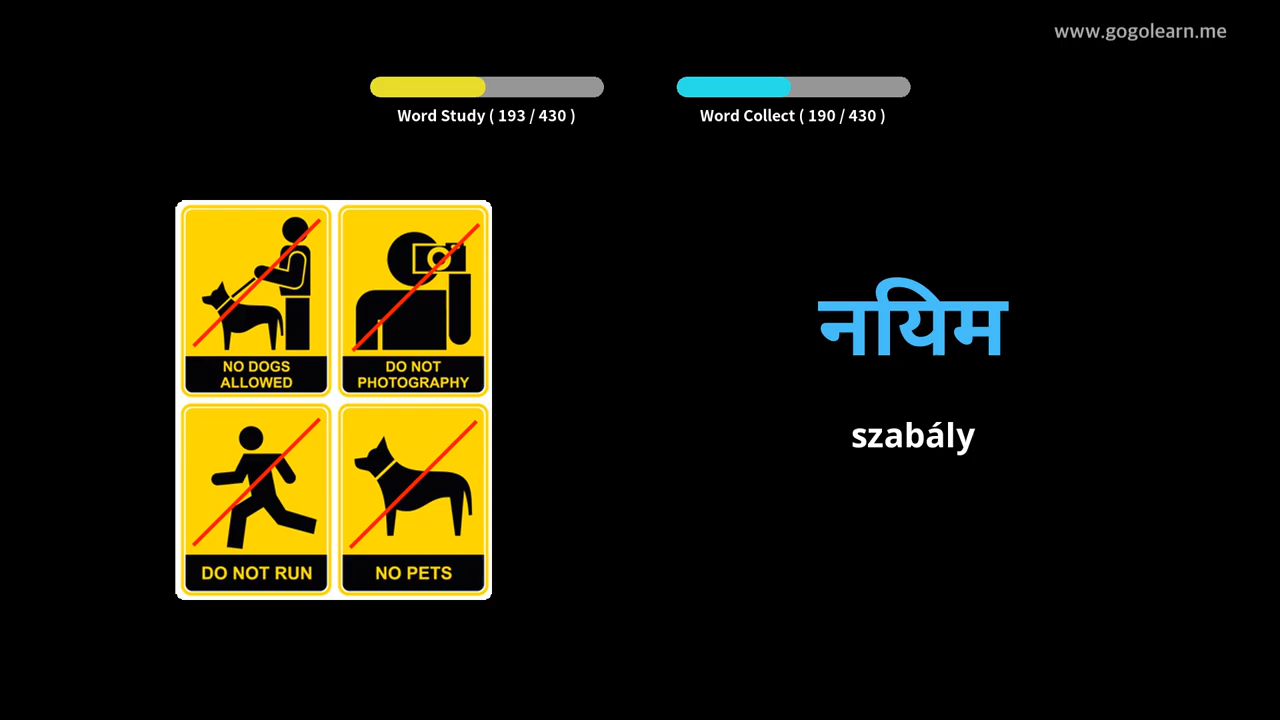 www.gogolearn.me
Word Study ( 193 / 430 )
Word Collect ( 190 / 430 )
NO DOGS
ALLOWED
DO NOT
PHOTOGRAPHY
DO NOT RUN
NO PETS
नयिम
szabály